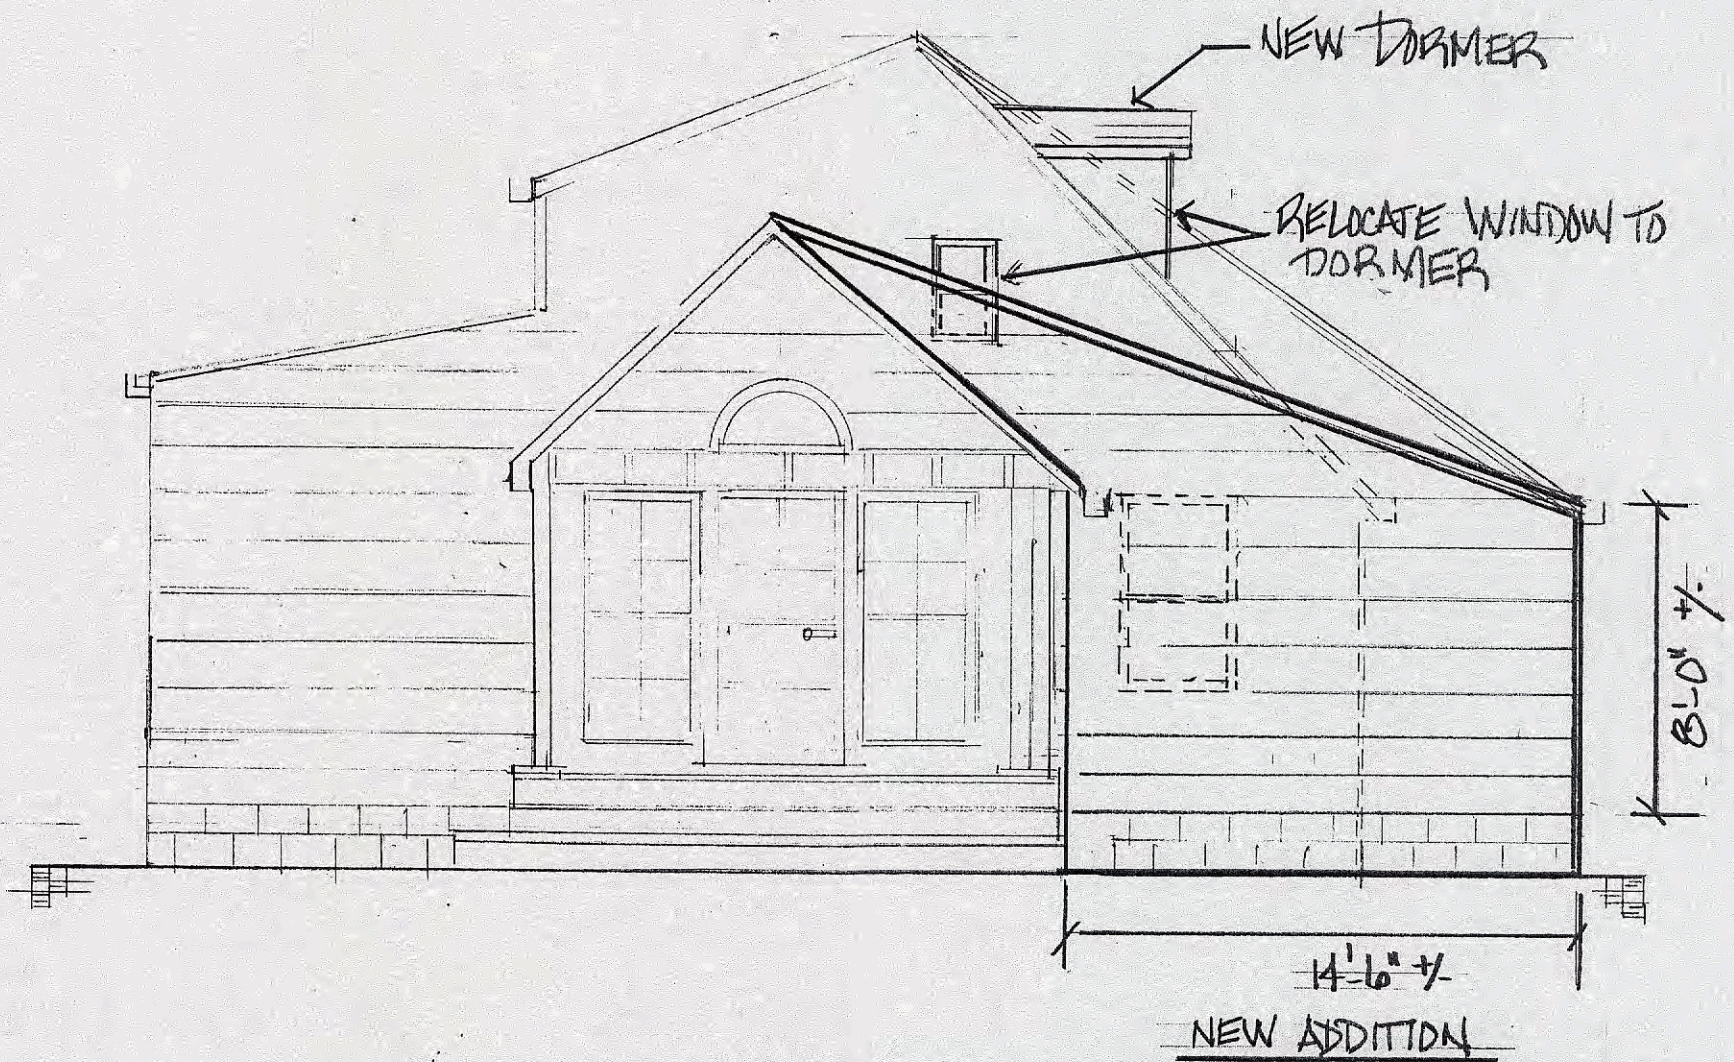 NEW DORMER
RELOCATE WINDOW TO
DORMER
8'-0" +/-
14'-6" +/-
NEW ADDITION